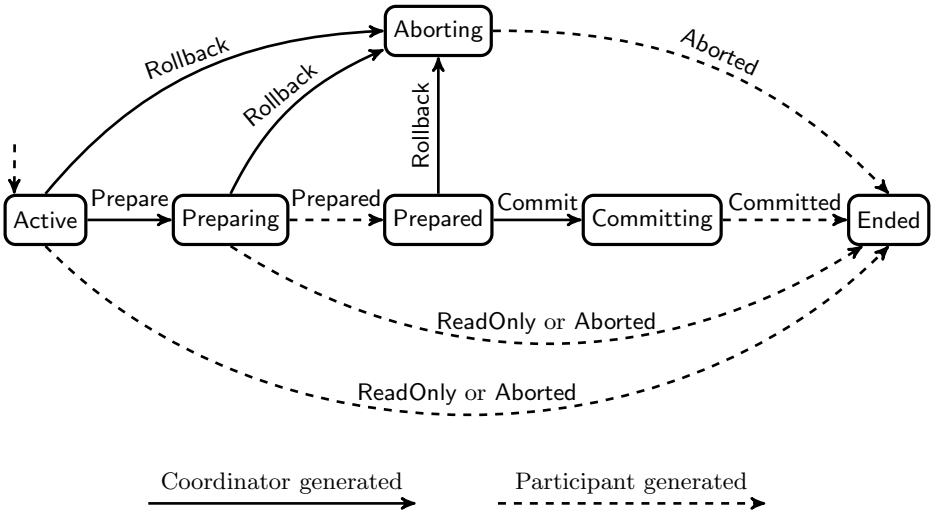 Aborting
Rollback
Rollback
Rollback
Aborted
Active
Prepare
Preparing
Prepared
Prepared
Commit
Committing
Committed
Ended
ReadOnly or Aborted
ReadOnly or Aborted
Coordinator generated
Participant generated